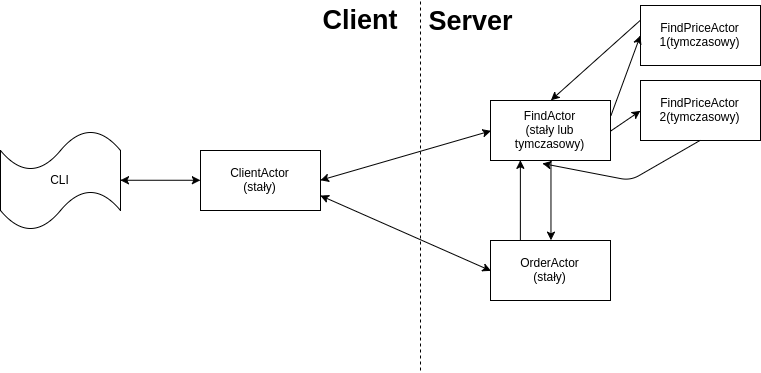 Client
Server
FindPriceActor
1(tymczasowy)
FindPriceActor
2(tymczasowy)
FindActor
(stały lub
tymczasowy)
CLI
ClientActor
(stały)
OrderActor
(stały)